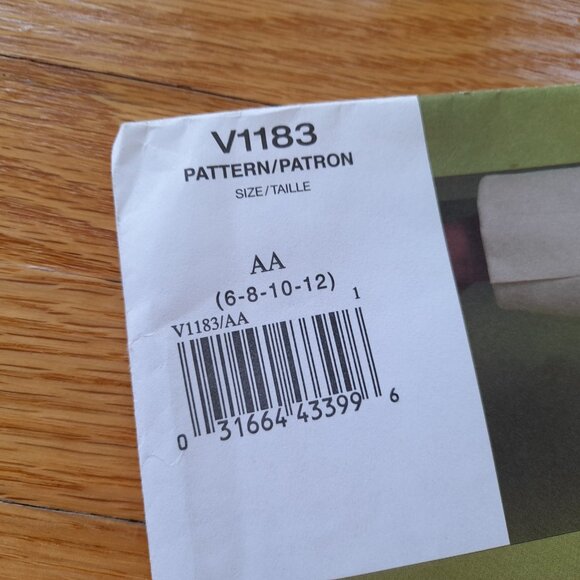 V1183
PATTERN/PATRON
SIZE/TAILLE
AA
(6-8-10-12)
V1183/AA 1
0 31664 43399 6